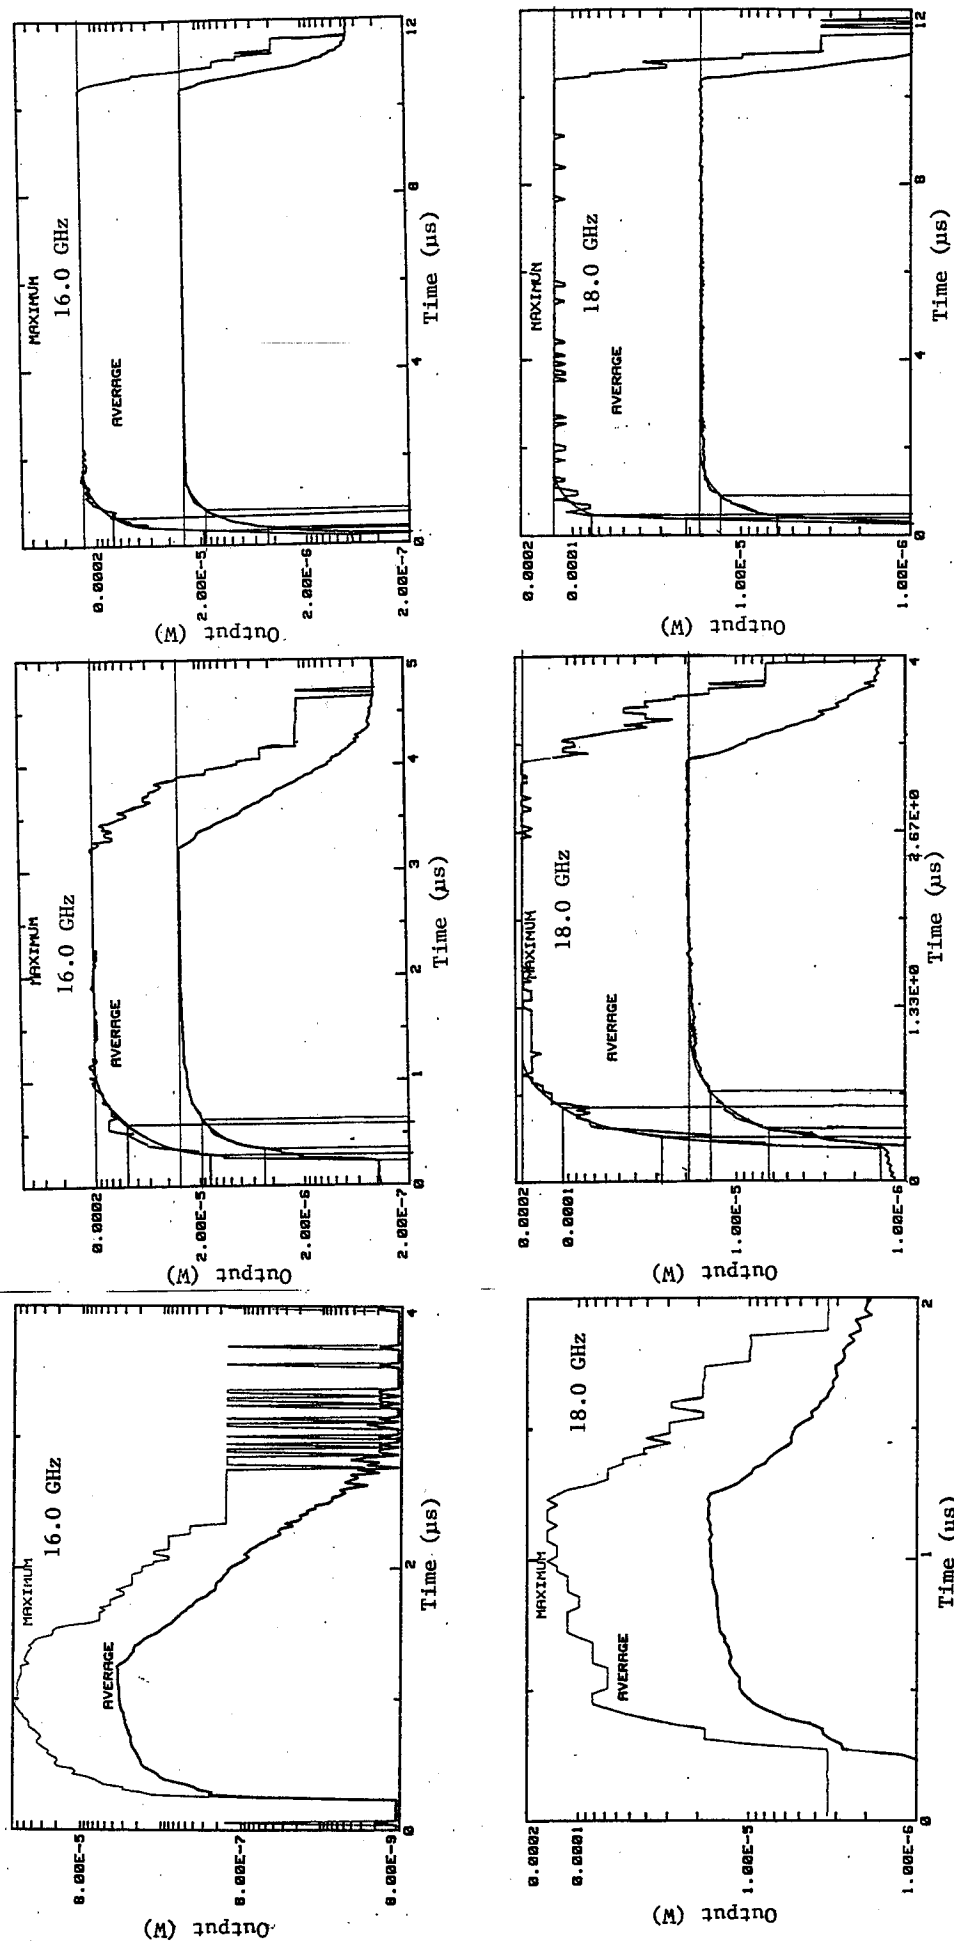 MAXIMUM
16.0 GHz
AVERAGE
8.00E-5
8.00E-7
8.00E-9
Output (W)
0 2 4
Time (µs)
MAXIMUM
16.0 GHz
AVERAGE
0.0002
2.00E-5
2.00E-6
2.00E-7
Output (W)
0 1 2 3 4 5
Time (µs)
MAXIMUM
16.0 GHz
AVERAGE
0.0002
2.00E-5
2.00E-6
2.00E-7
Output (W)
0 4 8 12
Time (µs)
MAXIMUM
18.0 GHz
AVERAGE
0.0002
0.0001
1.00E-5
1.00E-6
Output (W)
0 1 2
Time (µs)
MAXIMUM
18.0 GHz
AVERAGE
0.0002
0.0001
1.00E-5
1.00E-6
Output (W)
0 1.33E+0 2.67E+0 4
Time (µs)
MAXIMUM
18.0 GHz
AVERAGE
0.0002
0.0001
1.00E-5
1.00E-6
Output (W)
0 4 8 12
Time (µs)